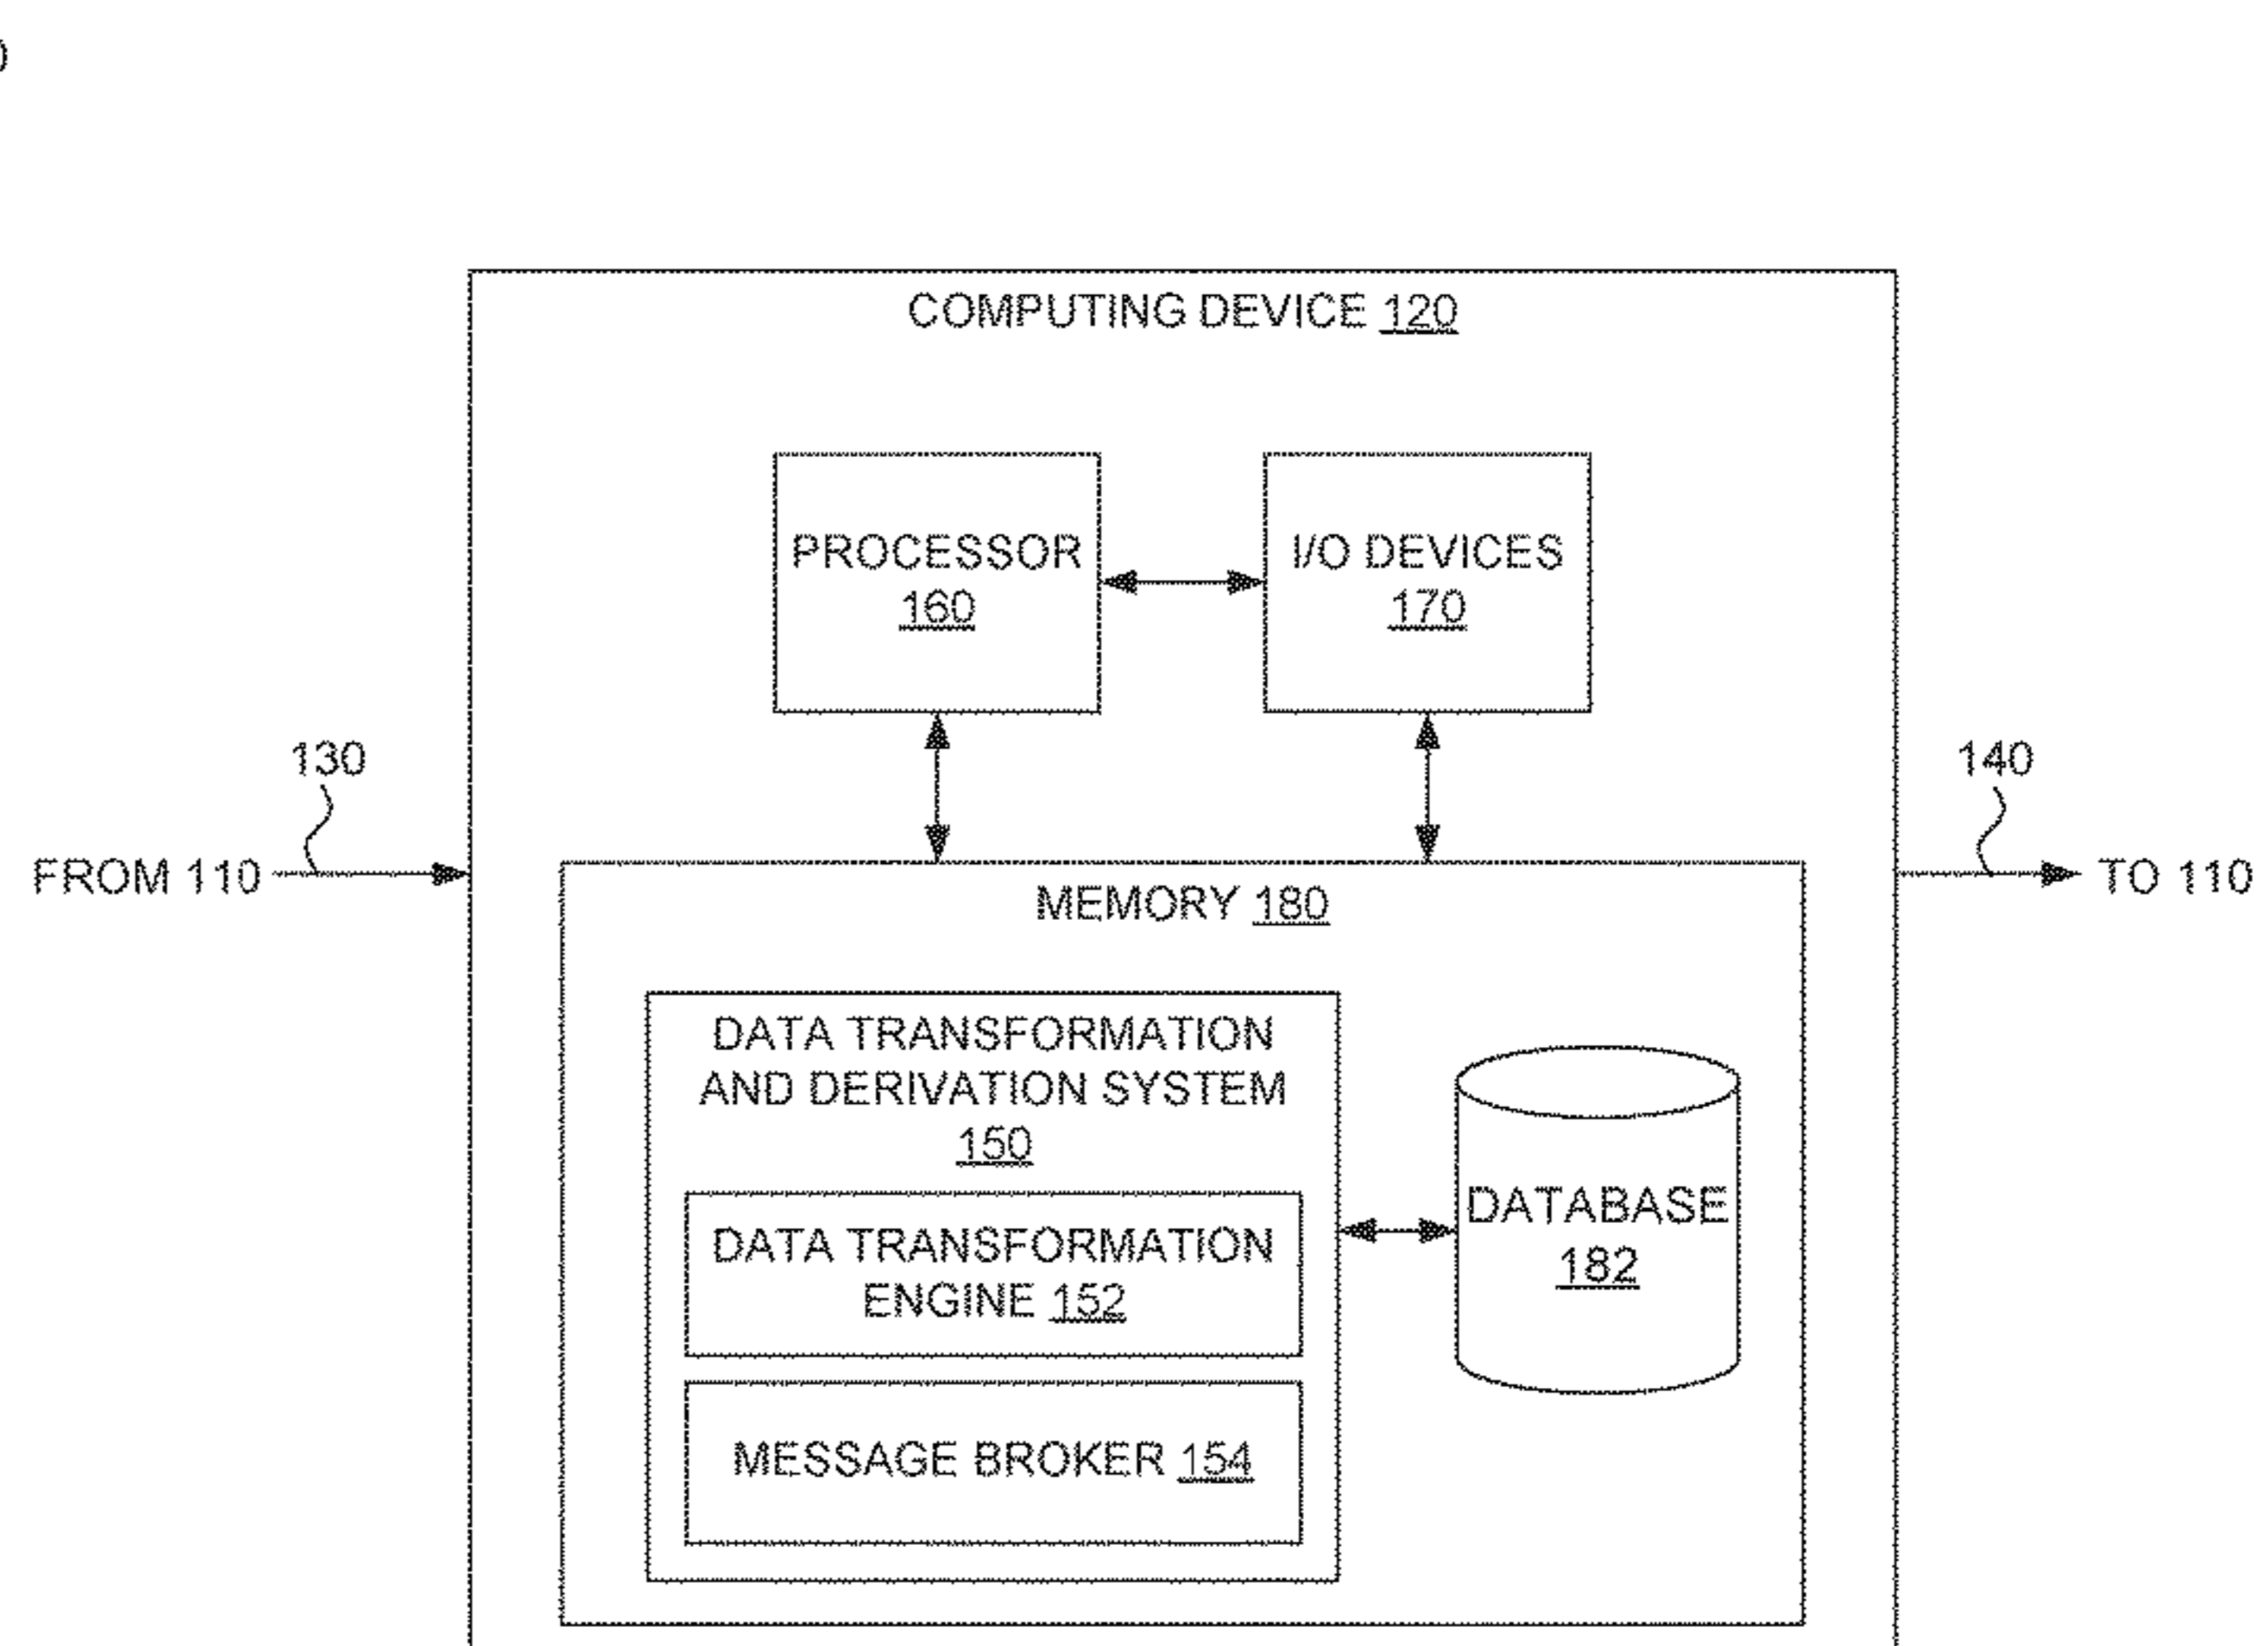 COMPUTING DEVICE 120
PROCESSOR
160
I/O DEVICES
170
130
140
FROM 110
TO 110
MEMORY 180
DATA TRANSFORMATION
AND DERIVATION SYSTEM
150
DATA TRANSFORMATION
ENGINE 152
MESSAGE BROKER 154
DATABASE
182